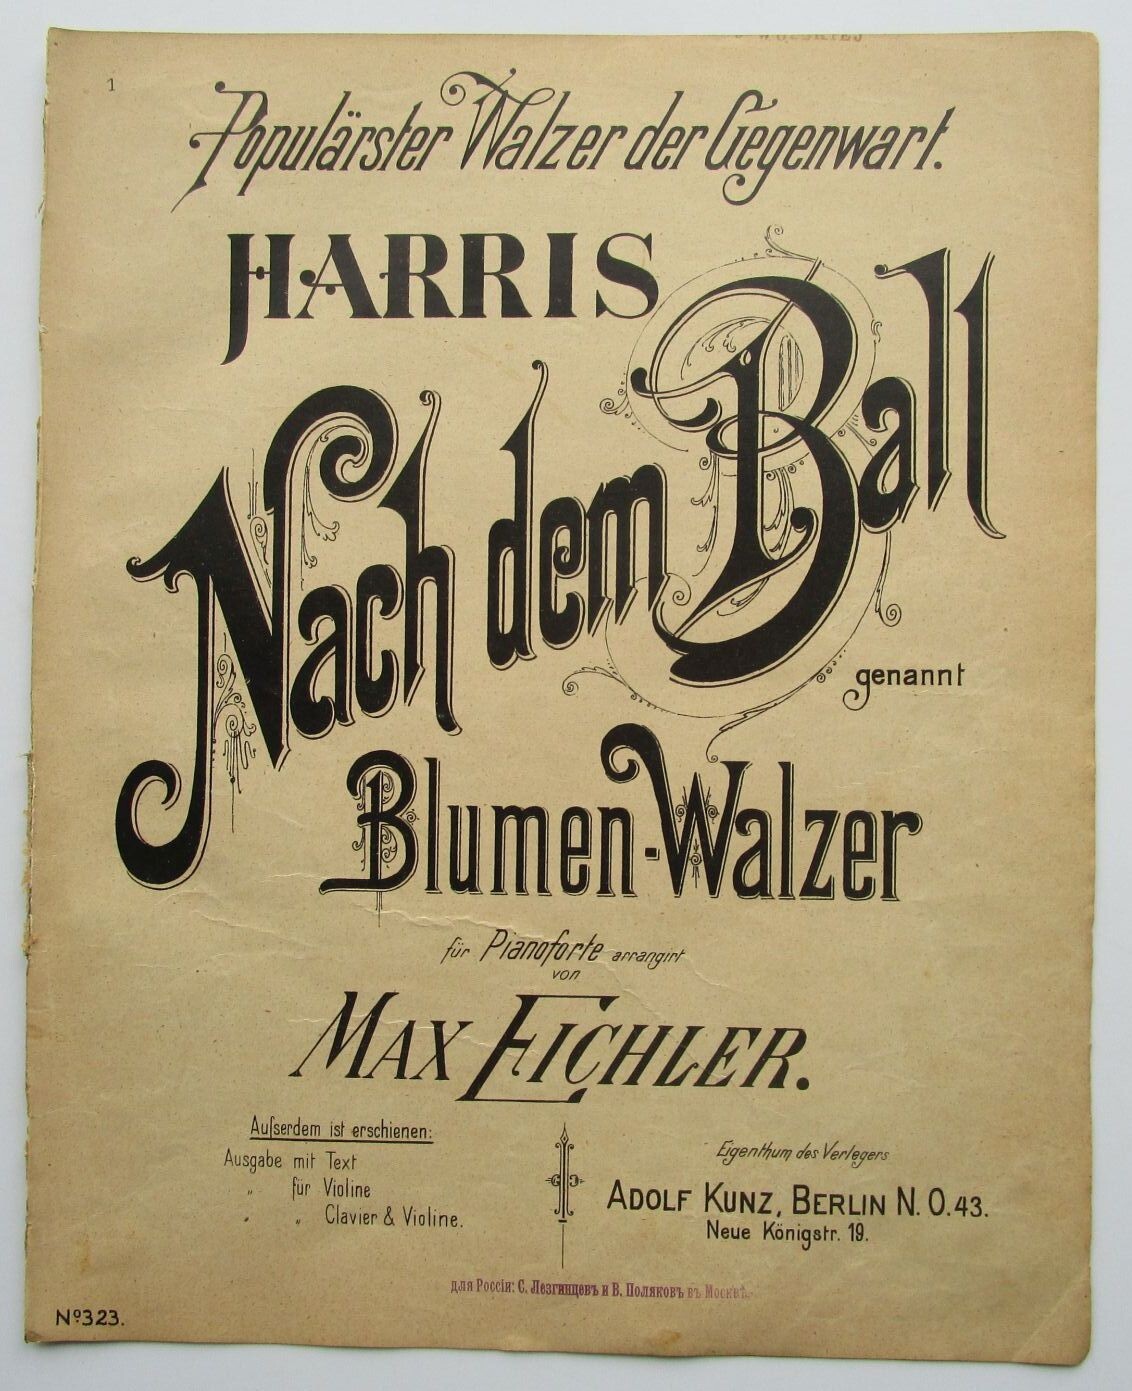 1
Populärster Walzer der Gegenwart.
HARRIS
Nach dem Ball
genannt
Blumen-Walzer
für Pianoforte arrangirt
von
MAX EICHLER.
Außerdem ist erschienen:
Ausgabe mit Text
„ für Violine
„ „ Clavier & Violine.
Eigenthum des Verlegers
ADOLF KUNZ, BERLIN N.O.43.
Neue Königstr. 19.
для Россіи: С. Лезгинцевъ и В. Поляковъ въ Москвѣ.
Nº323.